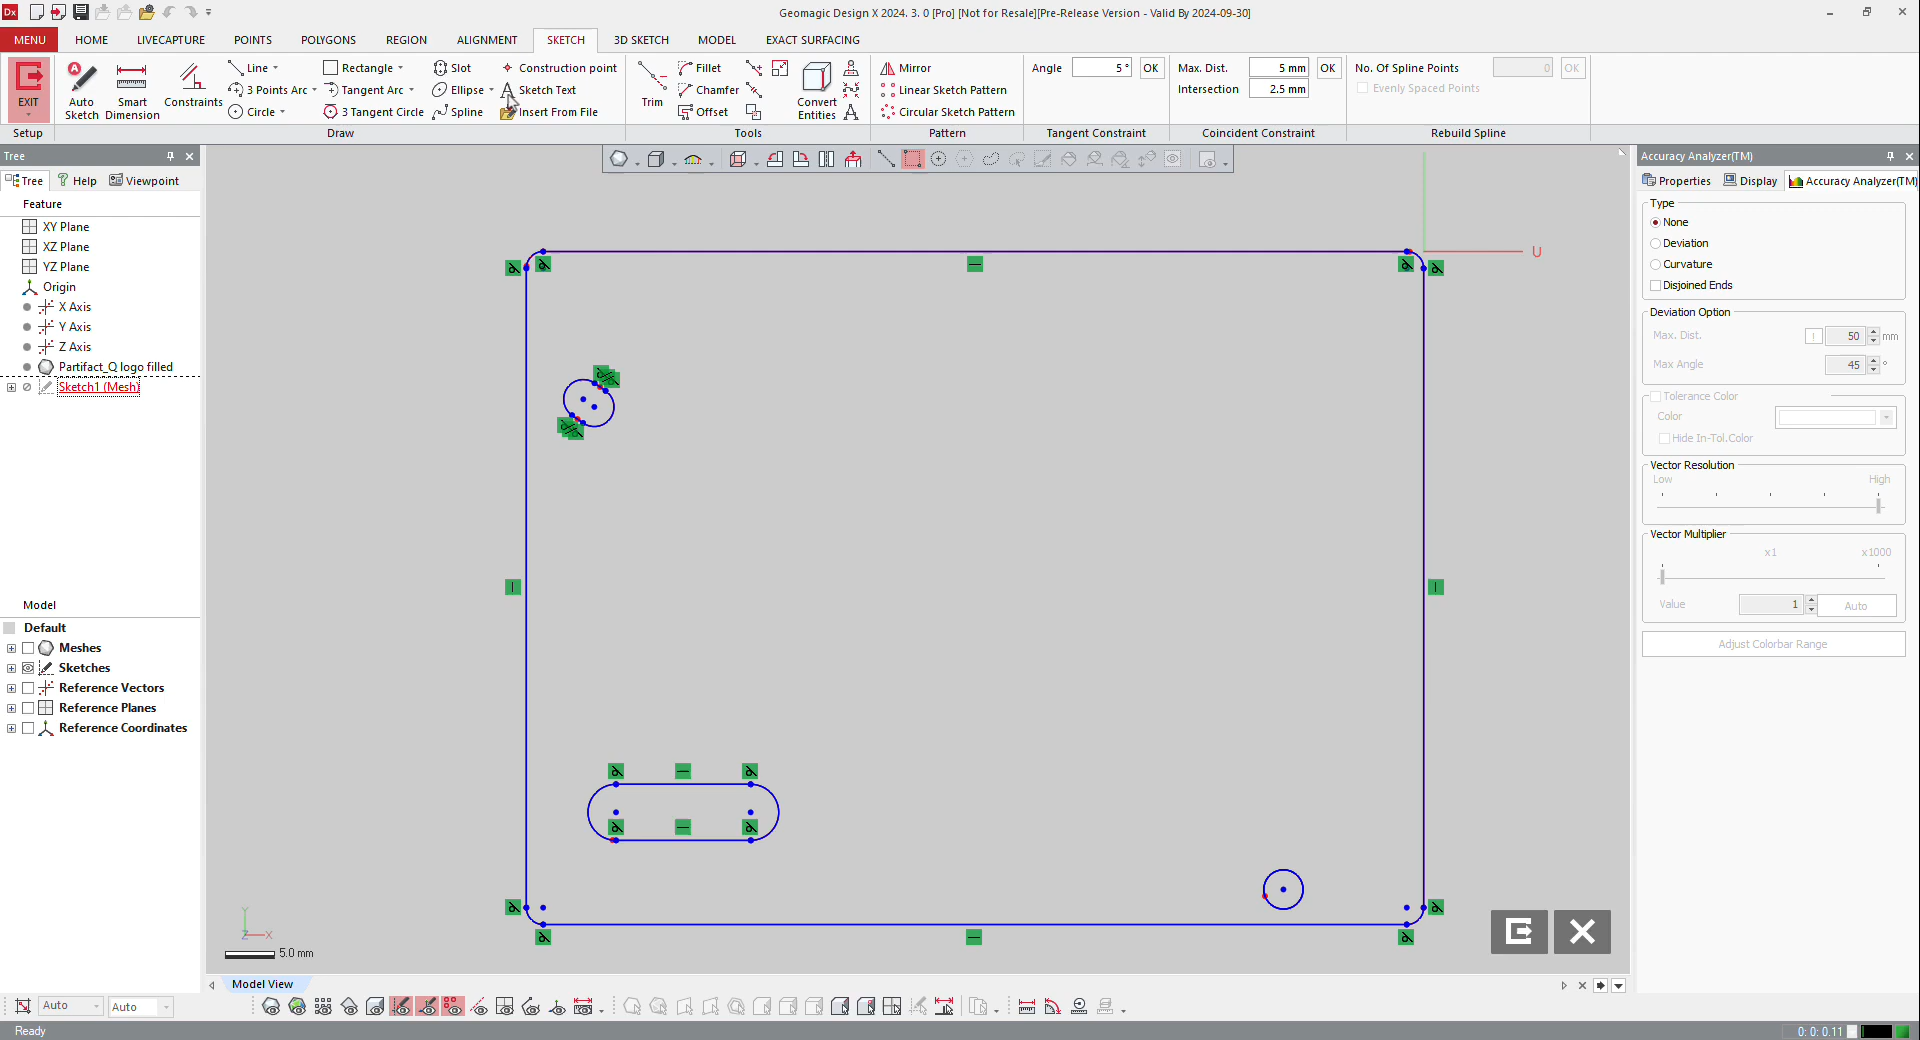 Dx
Geomagic Design X 2024. 3. 0 [Pro] [Not for Resale][Pre-Release Version - Valid By 2024-09-30]
MENU HOME LIVECAPTURE POINTS POLYGONS REGION ALIGNMENT SKETCH 3D SKETCH MODEL EXACT SURFACING
Line Rectangle Slot Construction point Fillet Mirror Angle 5 ° OK Max. Dist. 5 mm OK No. Of Spline Points 0 OK
3 Points Arc Tangent Arc Ellipse Sketch Text Chamfer Linear Sketch Pattern Intersection 2.5 mm Evenly Spaced Points
EXIT Auto Sketch Smart Dimension Constraints Trim Convert Entities
Circle 3 Tangent Circle Spline Insert From File Offset Circular Sketch Pattern
Setup Draw Tools Pattern Tangent Constraint Coincident Constraint Rebuild Spline
Tree
Tree Help Viewpoint
Feature
XY Plane
XZ Plane
YZ Plane
Origin
X Axis
Y Axis
Z Axis
Partifact_Q logo filled
Sketch1 (Mesh)
Model
Default
Meshes
Sketches
Reference Vectors
Reference Planes
Reference Coordinates
U
Y
Z X
5.0 mm
Model View
Accuracy Analyzer(TM)
Properties Display Accuracy Analyzer(TM)
Type
None
Deviation
Curvature
Disjoined Ends
Deviation Option
Max. Dist. 50 mm
Max Angle 45 °
Tolerance Color
Color
Hide In-Tol.Color
Vector Resolution
Low High
Vector Multiplier
x1 x1000
Value 1 Auto
Adjust Colorbar Range
Auto Auto
Ready 0: 0: 0.11